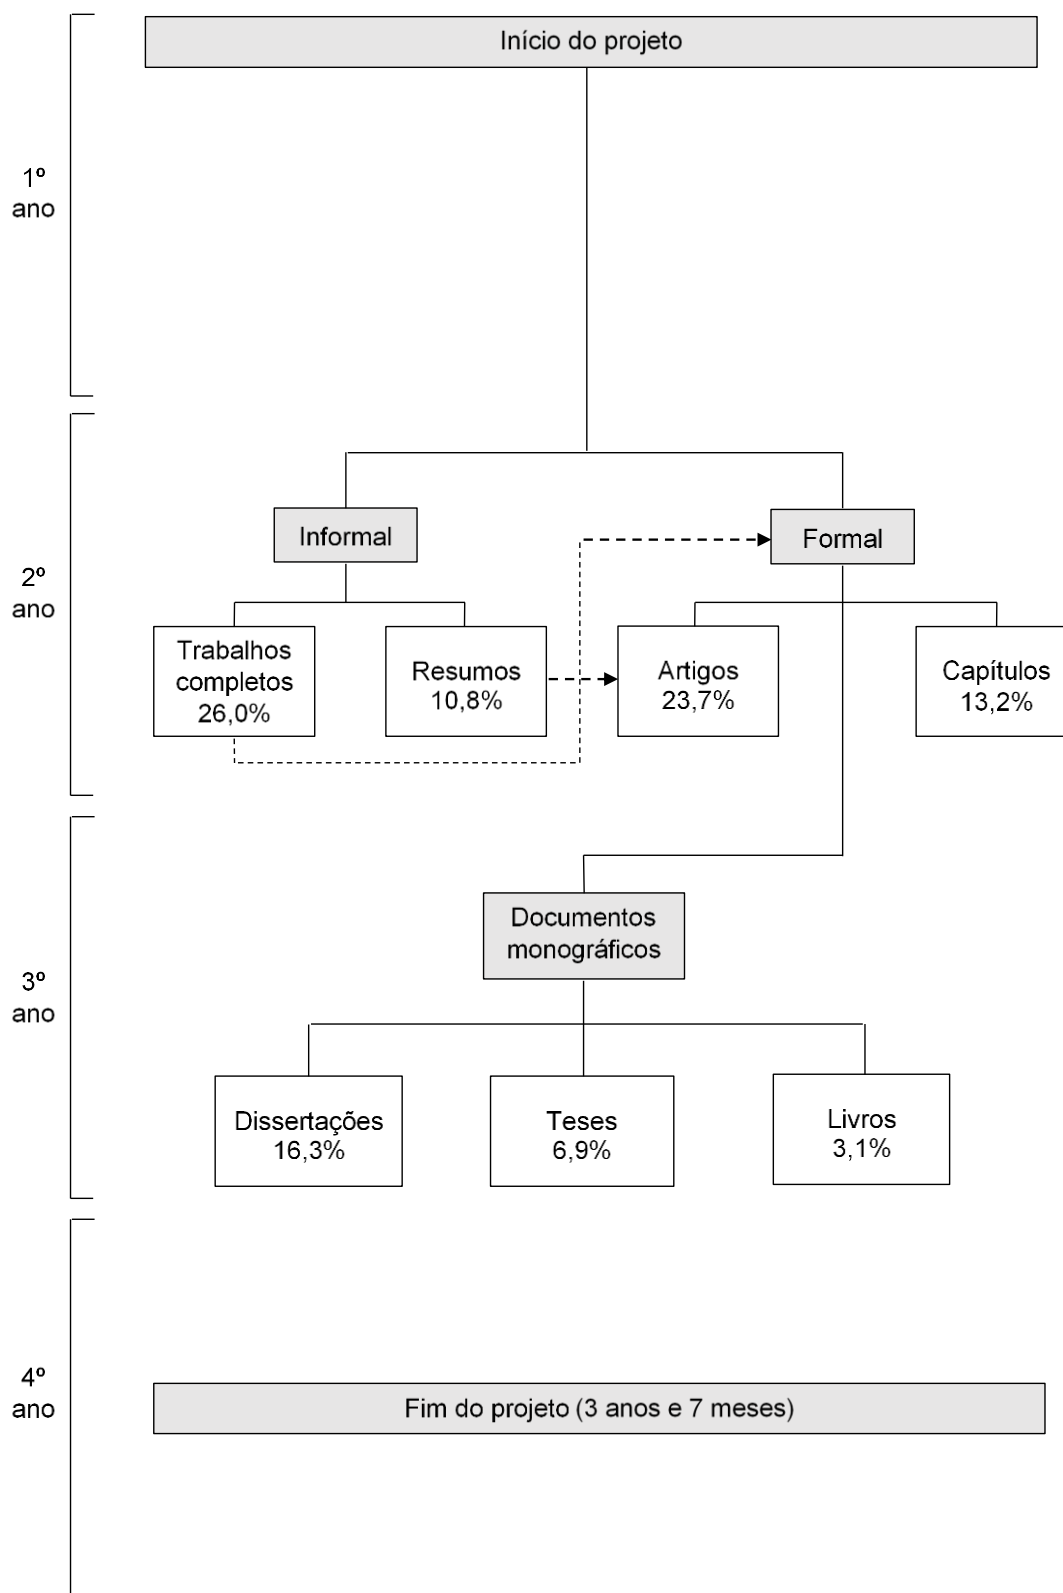 Início do projeto
1º
ano
Informal
Formal
2º
ano
Trabalhos
completos
26,0%
Resumos
10,8%
Artigos
23,7%
Capítulos
13,2%
Documentos
monográficos
3º
ano
Dissertações
16,3%
Teses
6,9%
Livros
3,1%
4º
ano
Fim do projeto (3 anos e 7 meses)